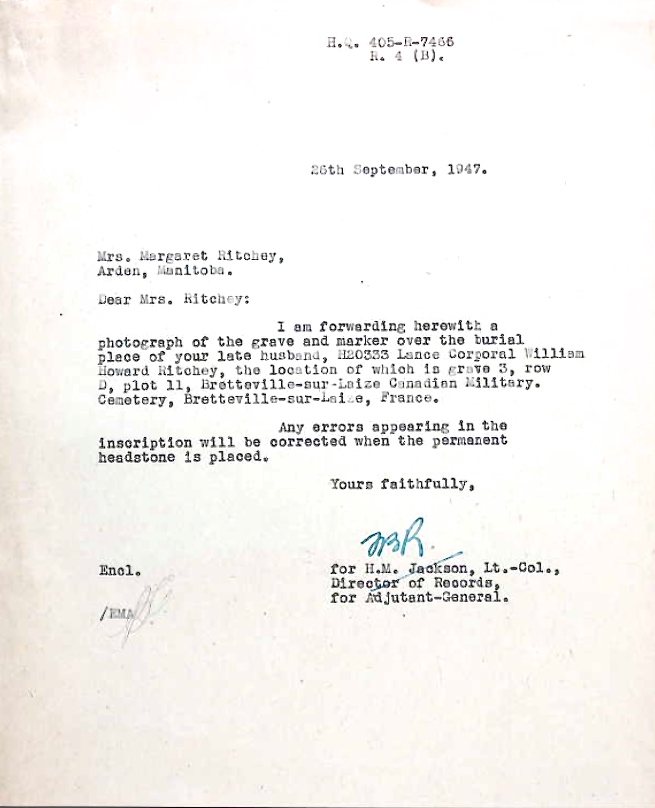 H.Q. 405-R-7466
R. 4 (B).
26th September, 1947.
Mrs. Margaret Ritchey,
Arden, Manitoba.
Dear Mrs. Ritchey:
I am forwarding herewith a
photograph of the grave and marker over the burial
place of your late husband, H20333 Lance Corporal William
Howard Ritchey, the location of which is grave 3, row
D, plot 11, Bretteville-sur-Laize Canadian Military.
Cemetery, Bretteville-sur-Laize, France.
Any errors appearing in the
inscription will be corrected when the permanent
headstone is placed.
Yours faithfully,
Encl.
for H.M. Jackson, Lt.-Col.,
Director of Records,
for Adjutant-General.
/EMA